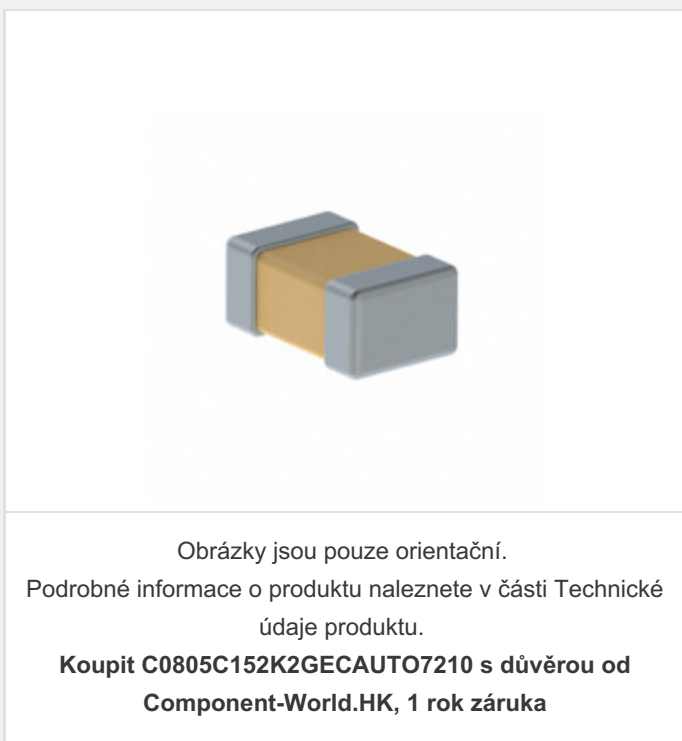 Obrázky jsou pouze orientační.
Podrobné informace o produktu naleznete v části Technické
údaje produktu.
Koupit C0805C152K2GECAUTO7210 s důvěrou od
Component-World.HK, 1 rok záruka